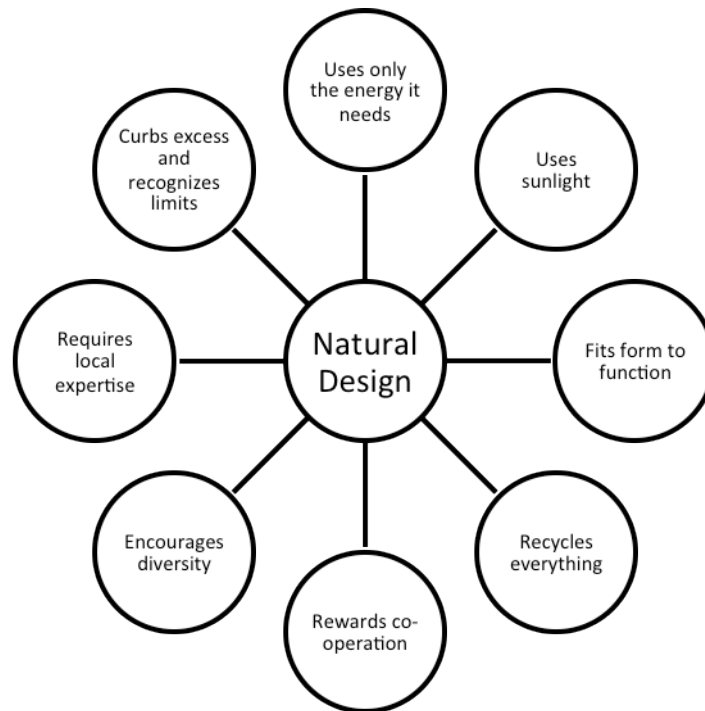 Uses only
the energy it
needs
Uses
sunlight
Fits form to
function
Recycles
everything
Rewards co-
operation
Encourages
diversity
Requires
local
expertise
Curbs excess
and
recognizes
limits
Natural
Design